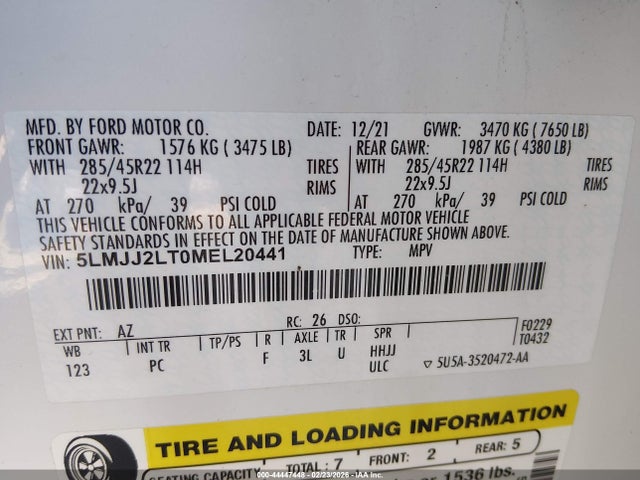 MFD. BY FORD MOTOR CO. DATE: 12/21 GVWR: 3470 KG ( 7650 LB)
FRONT GAWR: 1576 KG ( 3475 LB) REAR GAWR: 1987 KG ( 4380 LB)
WITH 285/45R22 114H TIRES WITH 285/45R22 114H TIRES
22x9.5J RIMS 22x9.5J RIMS
AT 270 kPa/ 39 PSI COLD AT 270 kPa/ 39 PSI COLD
THIS VEHICLE CONFORMS TO ALL APPLICABLE FEDERAL MOTOR VEHICLE
SAFETY STANDARDS IN EFFECT ON THE DATE OF MANUFACTURE SHOWN ABOVE.
VIN: 5LMJJ2LT0MEL20441 TYPE: MPV
EXT PNT: AZ RC: 26 DSO: F0229
WB INT TR TP/PS R AXLE TR SPR T0432
123 PC F 3L U HHJJ
ULC ▽ 5U5A-3520472-AA
TIRE AND LOADING INFORMATION
SEATING CAPACITY TOTAL : 7 FRONT: 2 REAR: 5
1536 lbs.
000-44447448 - 02/23/2026 - IAA Inc.